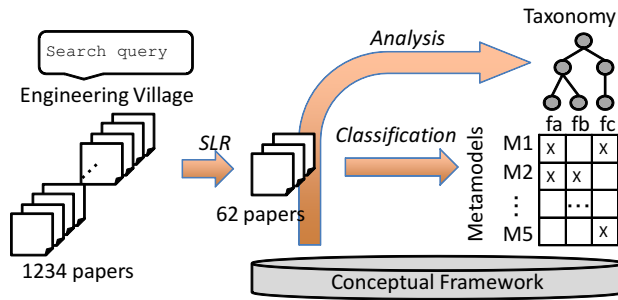 Taxonomy
Search query
Analysis
Engineering Village
fa fb fc
SLR
Classification
Metamodels
M1 x x
M2 x x
⋮ ...
M5 x
62 papers
1234 papers
Conceptual Framework